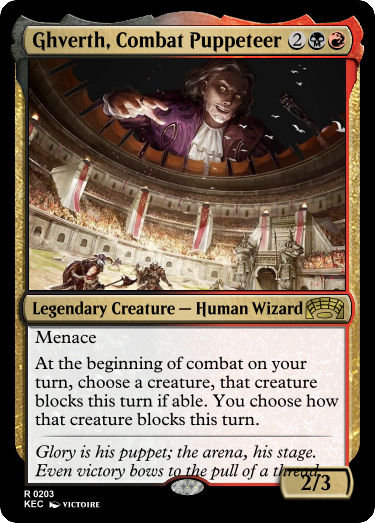 Ghverth, Combat Puppeteer 2
Legendary Creature — Human Wizard
Menace
At the beginning of combat on your
turn, choose a creature, that creature
blocks this turn if able. You choose how
that creature blocks this turn.
Glory is his puppet; the arena, his stage.
Even victory bows to the pull of a thread.
2/3
R 0203
KEC VICTOIRE